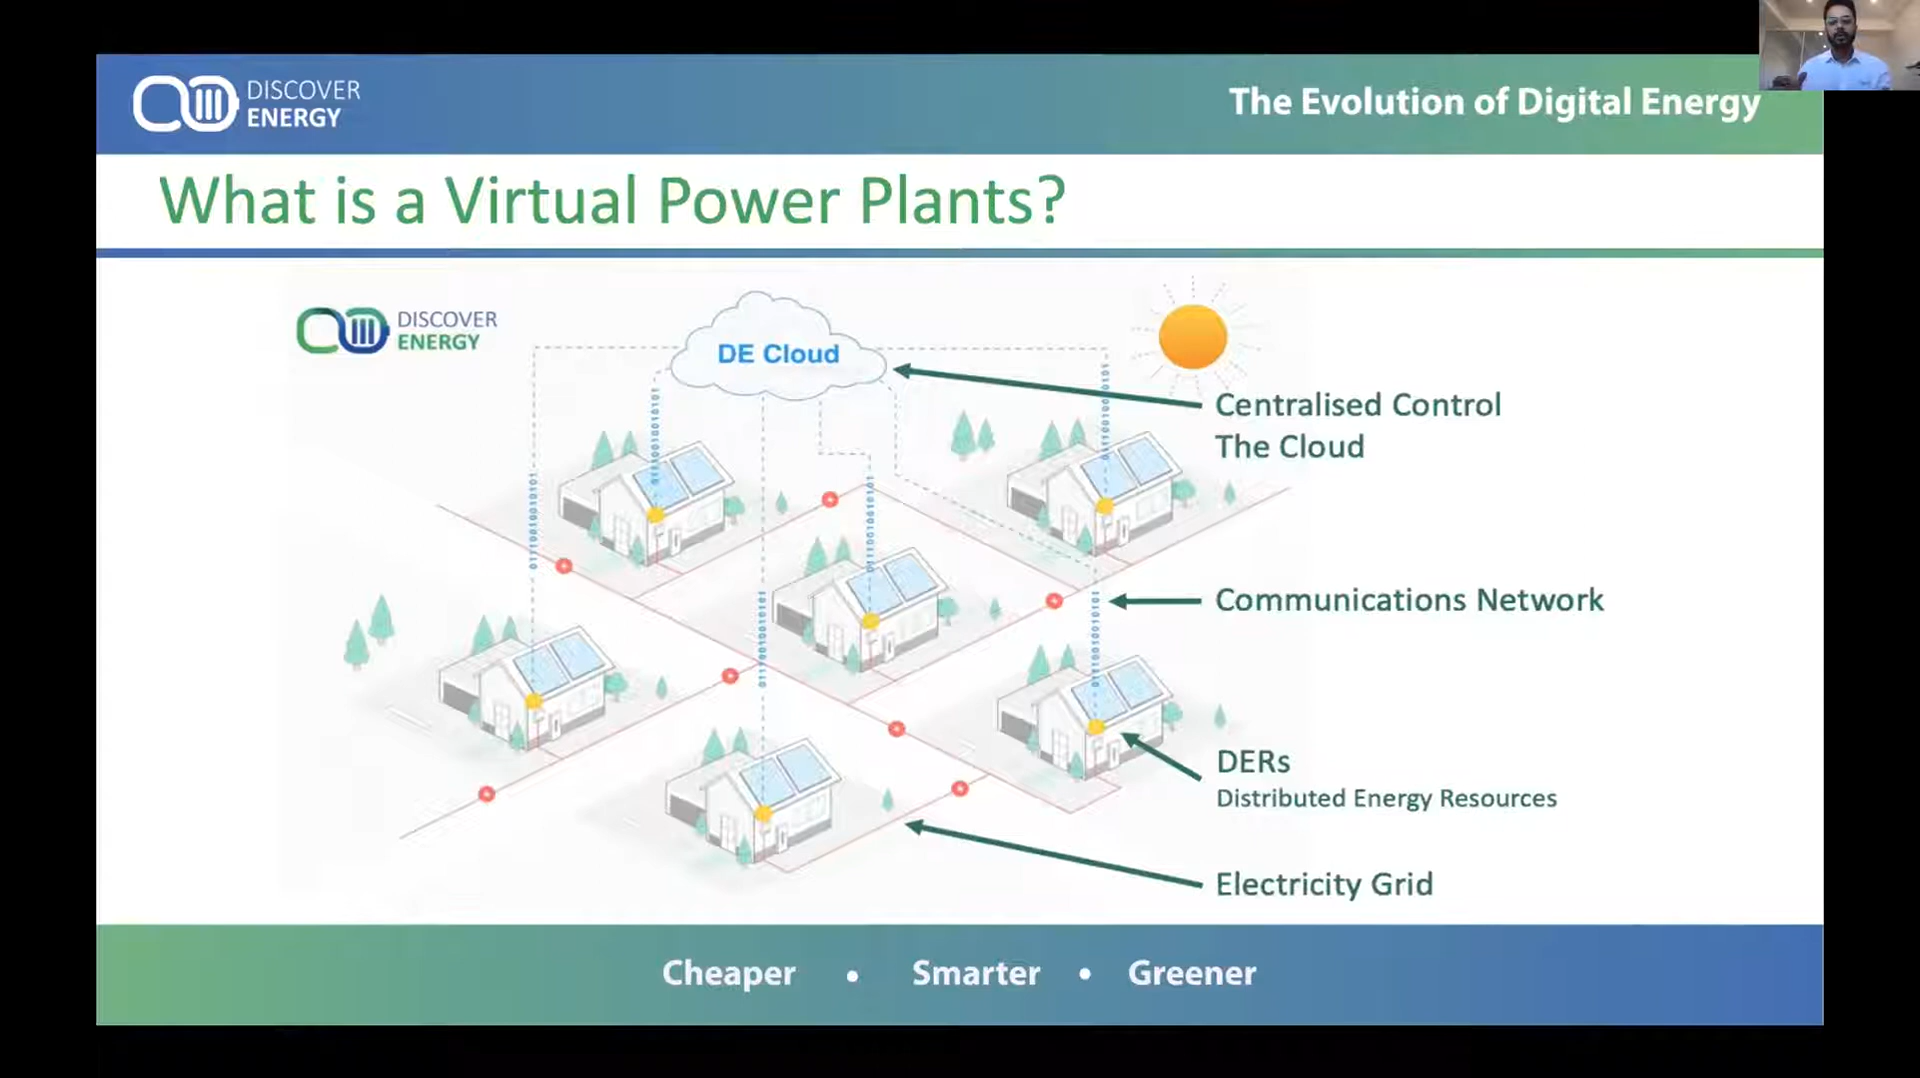 DISCOVER
ENERGY
The Evolution of Digital Energy
What is a Virtual Power Plants?
DISCOVER
ENERGY
DE Cloud
Centralised Control
The Cloud
Communications Network
DERs
Distributed Energy Resources
Electricity Grid
Cheaper • Smarter • Greener